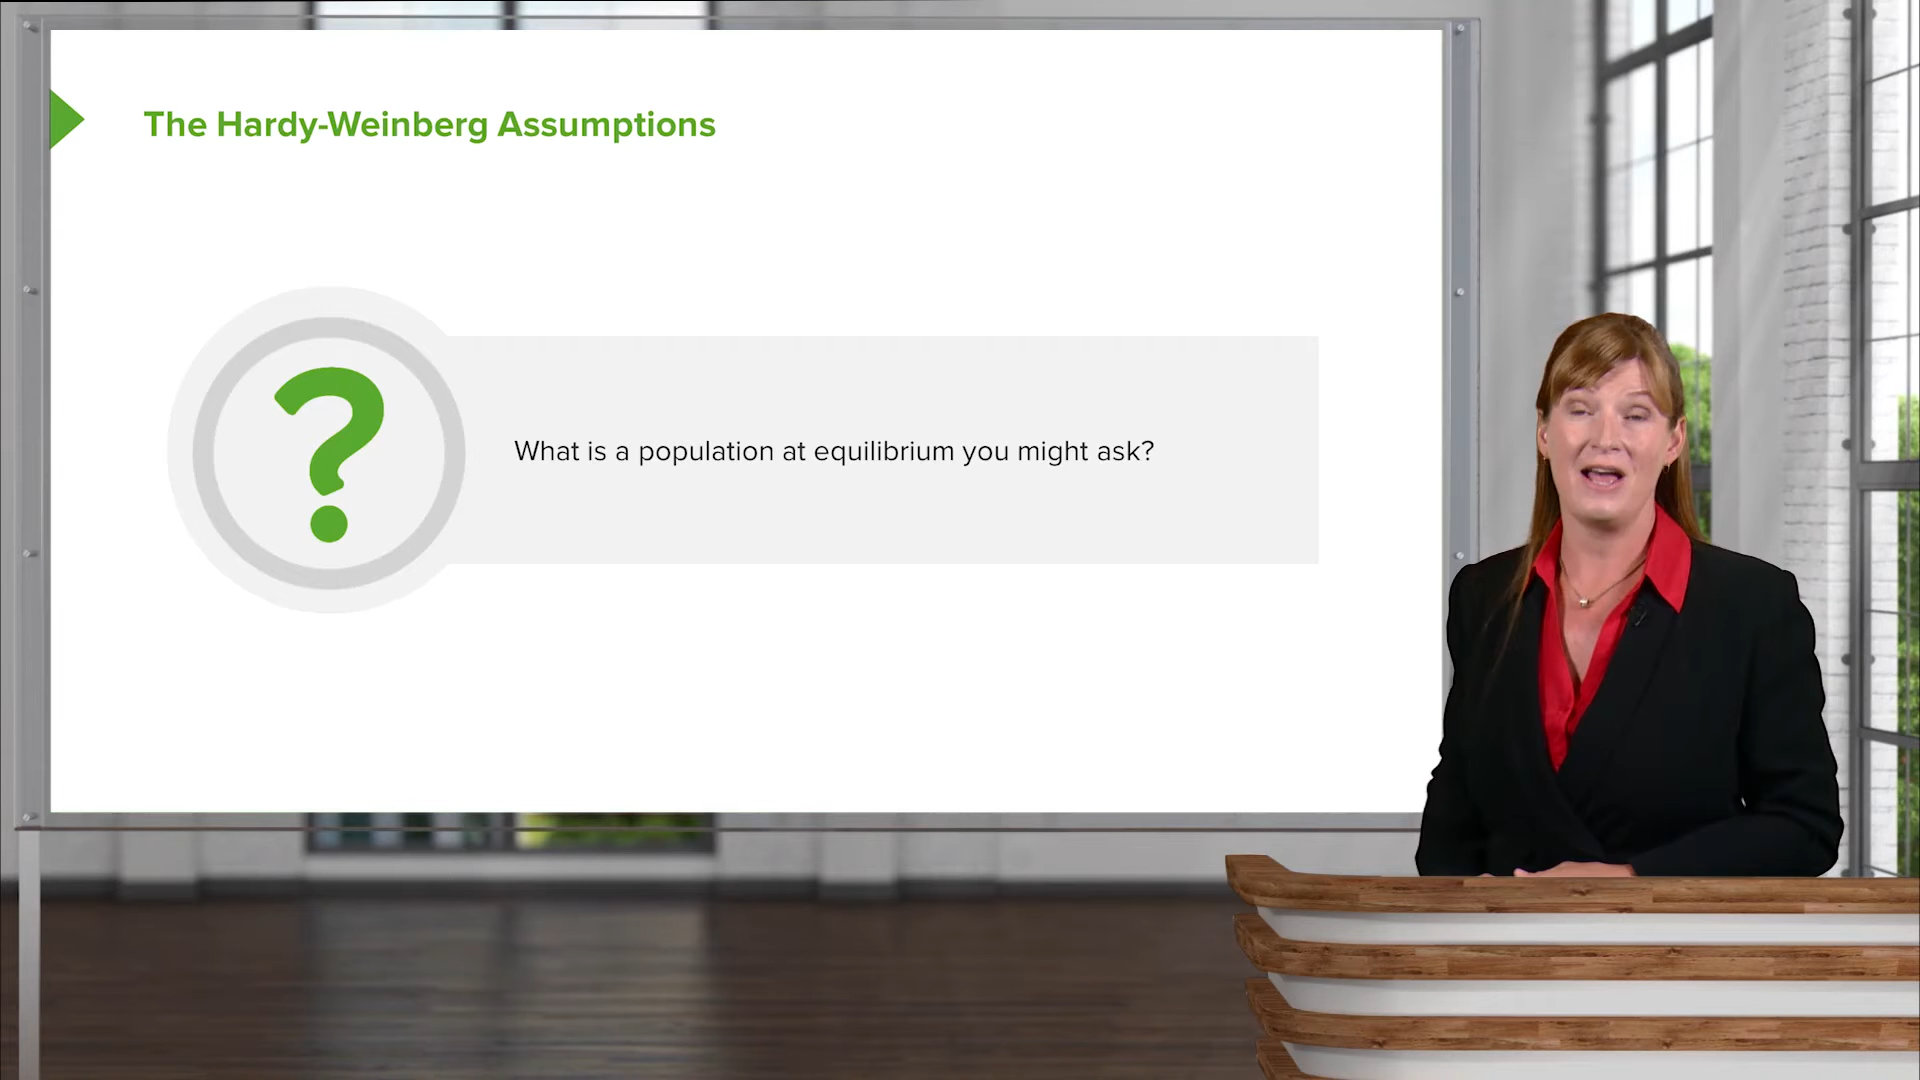 The Hardy-Weinberg Assumptions
?
What is a population at equilibrium you might ask?